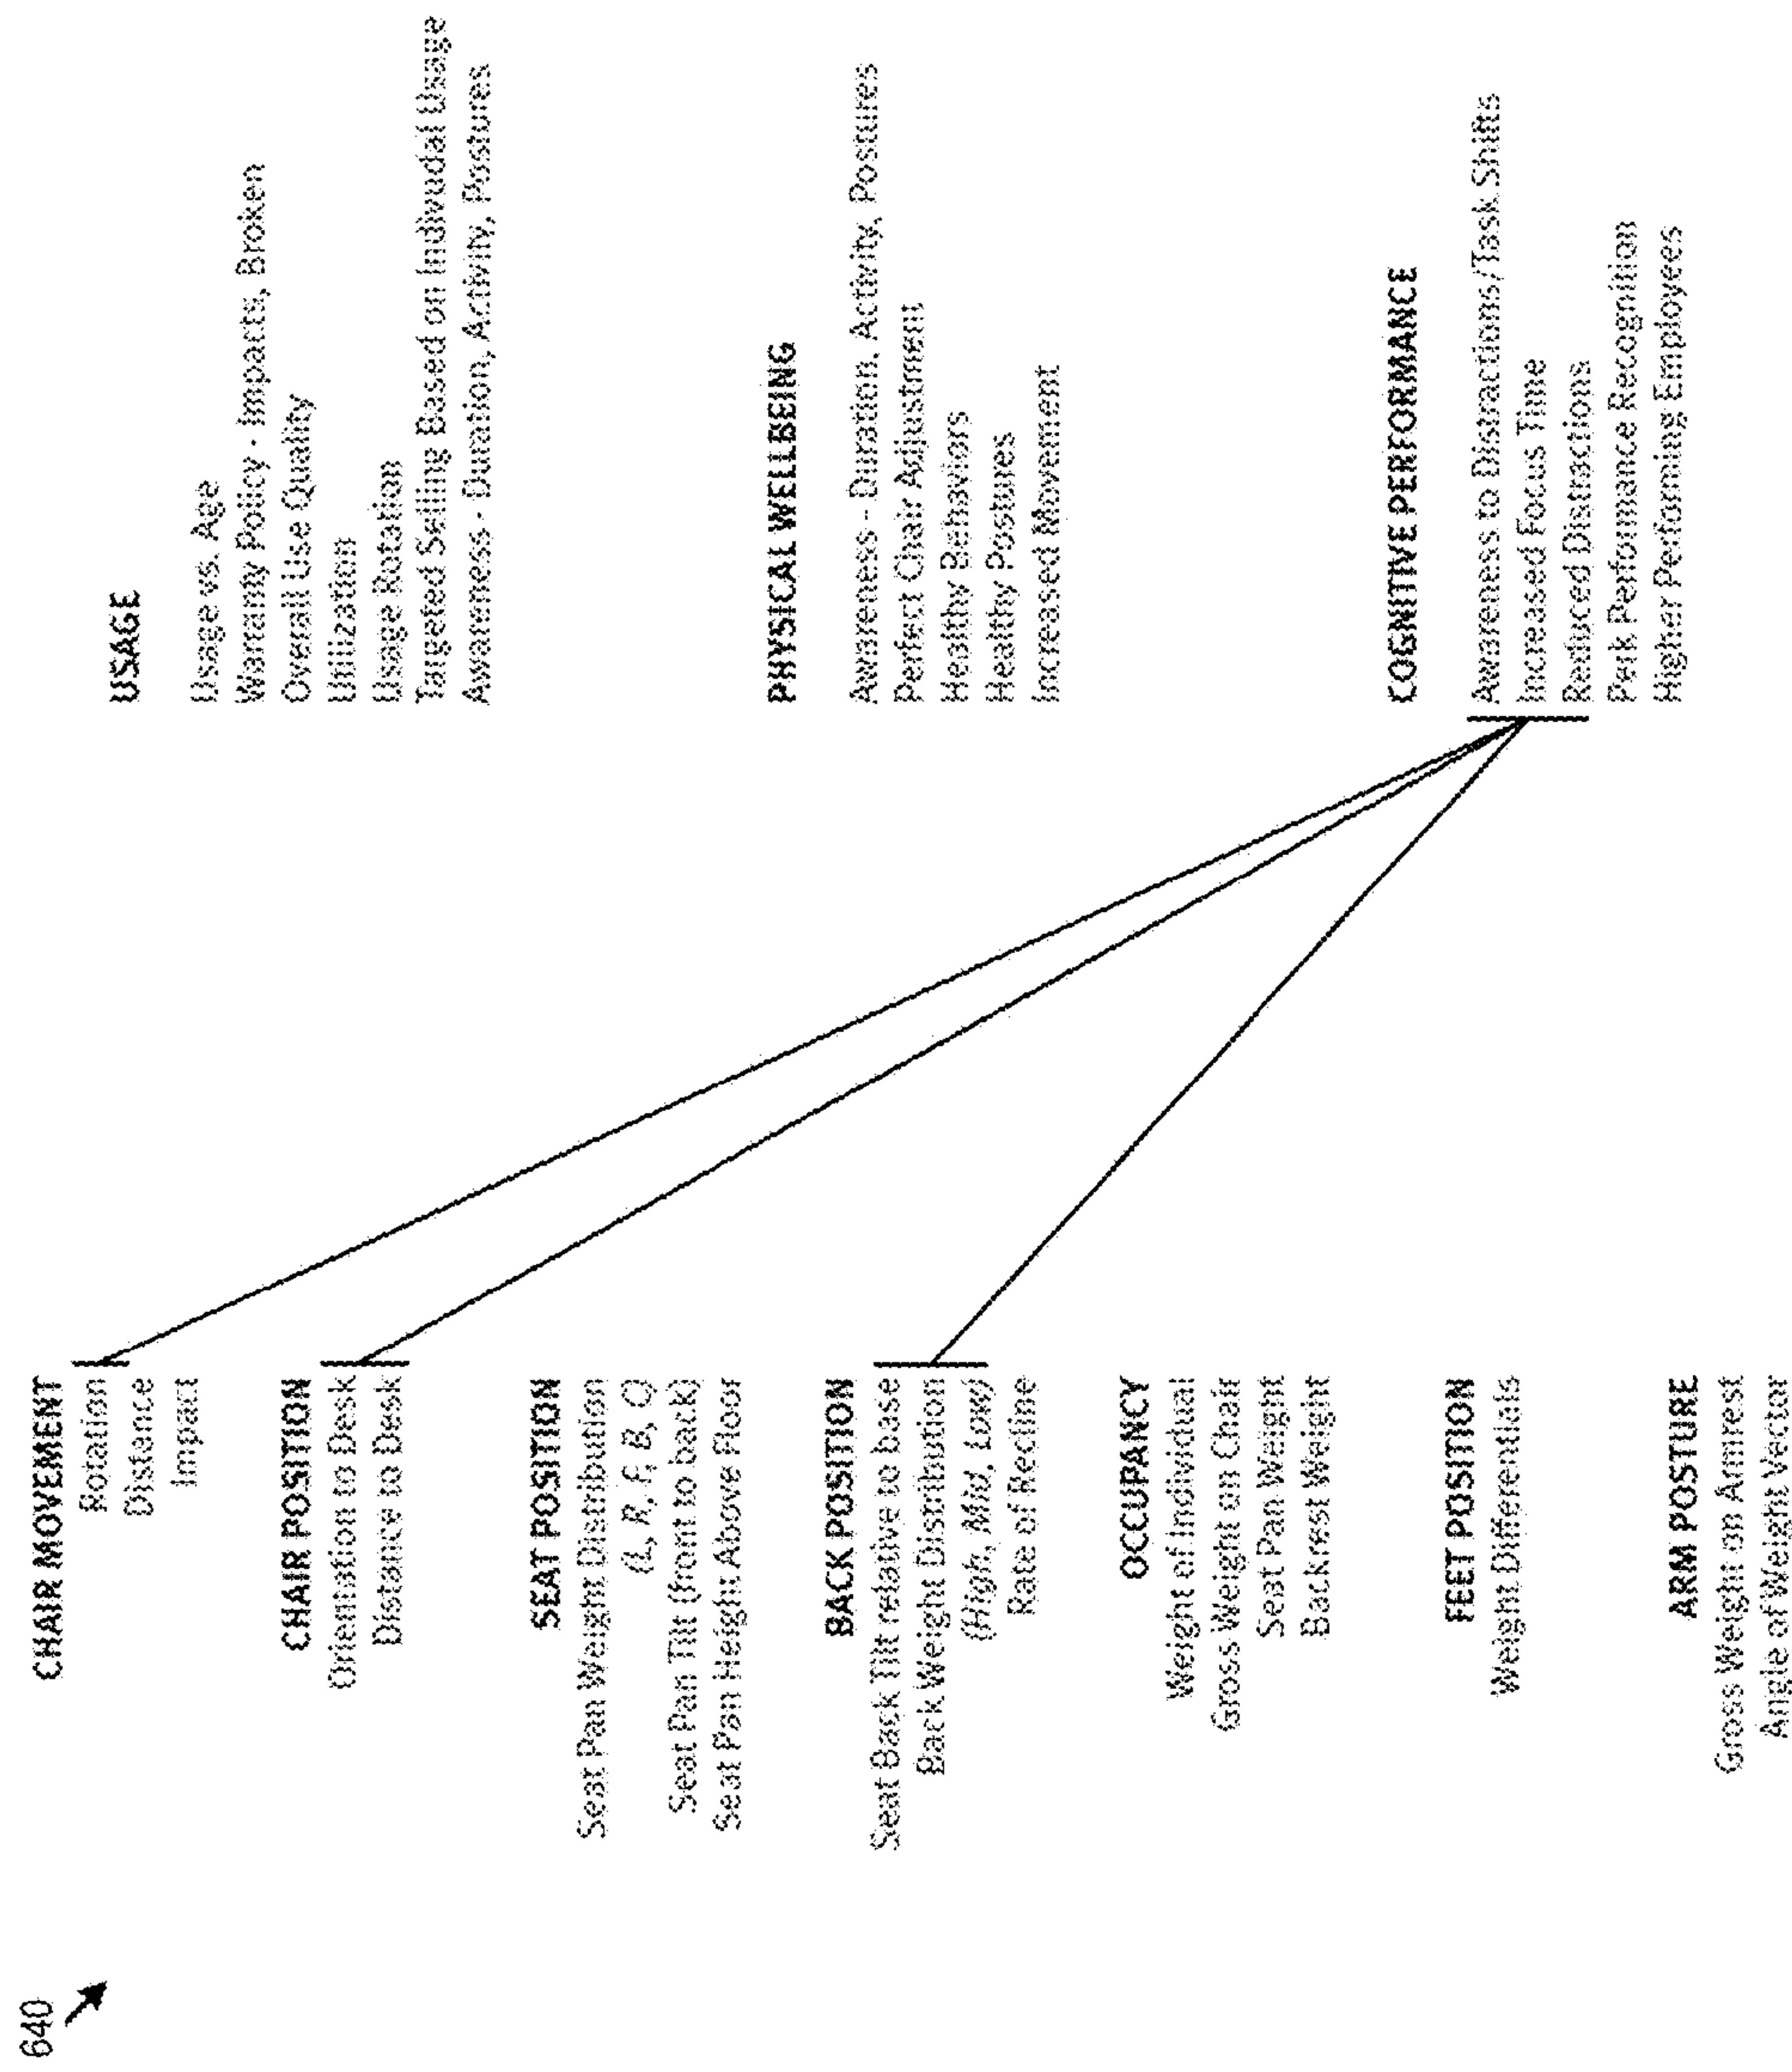 640
CHAIR MOVEMENT
Rotation
Distance
Impact
CHAIR POSITION
Orientation to Desk
Distance to Desk
SEAT POSITION
Seat Pan Weight Distribution
(L, R, F, B, C)
Seat Pan Tilt (front to back)
Seat Pan Height Above Floor
BACK POSITION
Seat Back Tilt relative to base
Back Weight Distribution
(High, Mid, Low)
Rate of Recline
OCCUPANCY
Weight of Individual
Gross Weight on Chair
Seat Pan Weight
Backrest Weight
FEET POSITION
Weight Differentials
ARM POSTURE
Gross Weight on Armrest
Angle of Weight Vector
USAGE
Usage vs. Age
Warranty Policy - Impacts, Broken
Overall Use Quality
Utilization
Usage Rotation
Targeted Selling Based on Indivudal Usage
Awareness - Duration, Activity, Postures
PHYSICAL WELLBEING
Awareness - Duration, Activity, Postures
Perfect Chair Adjustment
Healthy Behaviors
Healthy Postures
Increased Movement
COGNITIVE PERFORMANCE
Awareness to Distractions/Task Shifts
Increased Focus Time
Reduced Distractions
Perk Performance Recognition
Higher Performing Employees